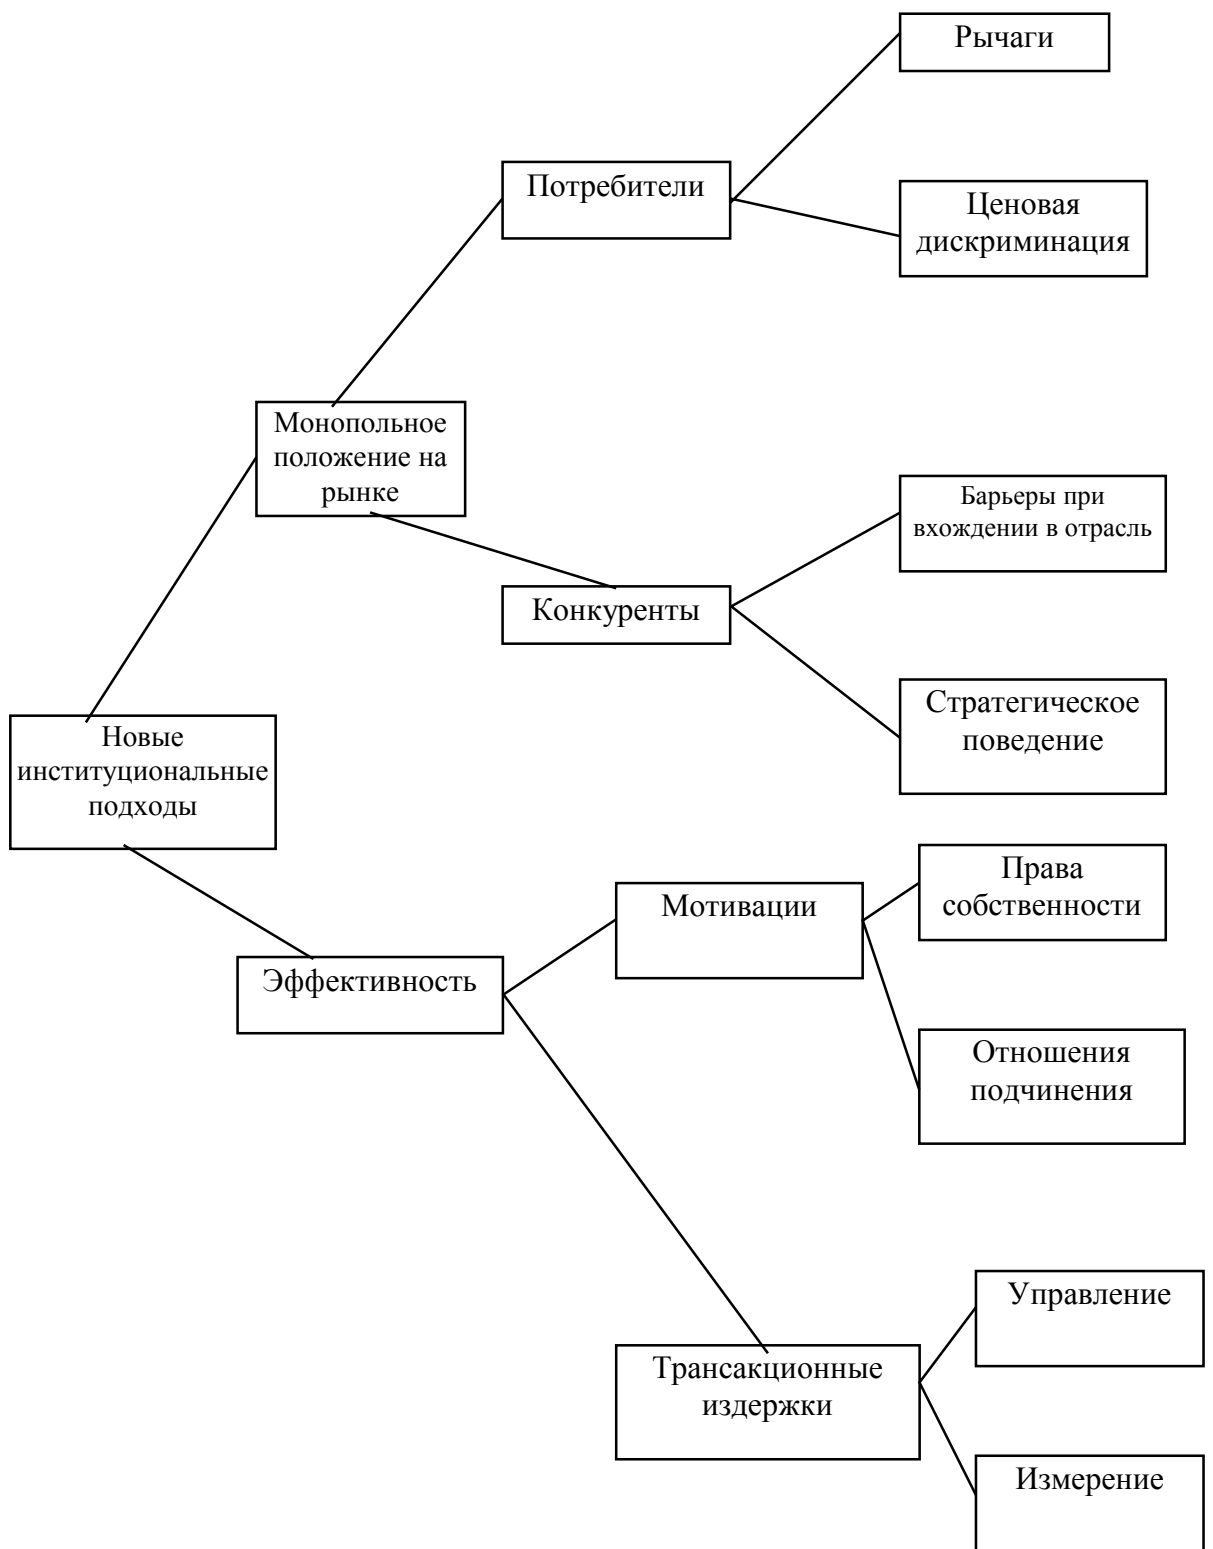 Рычаги
Потребители
Ценовая
дискриминация
Монопольное
положение на
рынке
Барьеры при
вхождении в отрасль
Конкуренты
Стратегическое
поведение
Новые
институциональные
подходы
Права
собственности
Мотивации
Эффективность
Отношения
подчинения
Управление
Трансакционные
издержки
Измерение